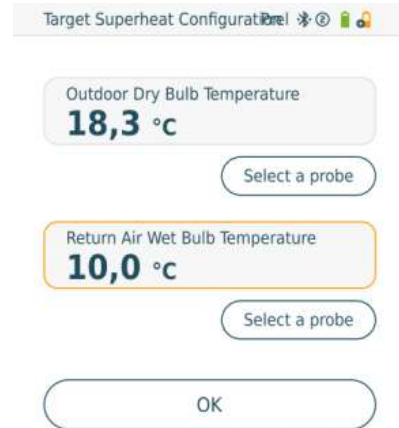 Target Superheat Configuration
Outdoor Dry Bulb Temperature
18,3 °C
Select a probe
Return Air Wet Bulb Temperature
10,0 °C
Select a probe
OK